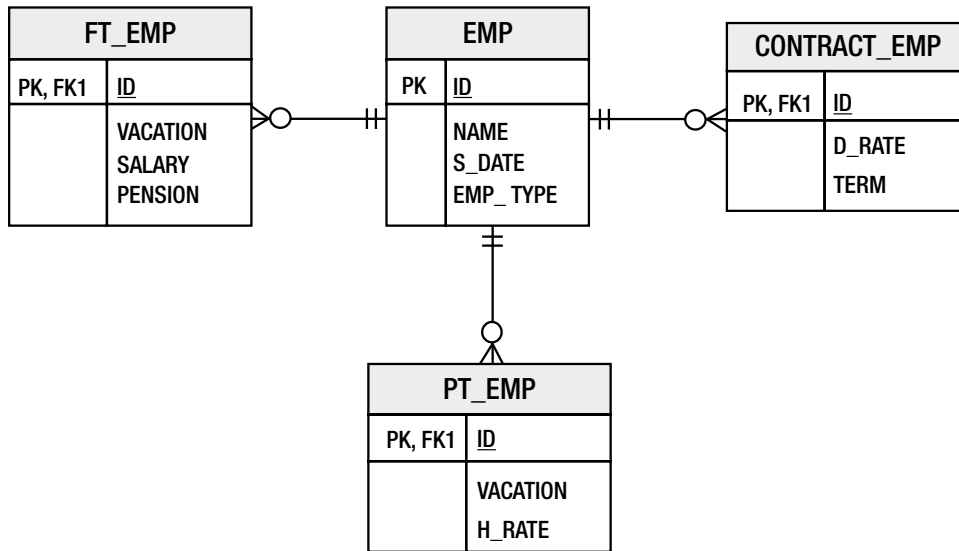 FT_EMP
PK, FK1 ID
VACATION
SALARY
PENSION
EMP
PK ID
NAME
S_DATE
EMP_ TYPE
CONTRACT_EMP
PK, FK1 ID
D_RATE
TERM
PT_EMP
PK, FK1 ID
VACATION
H_RATE